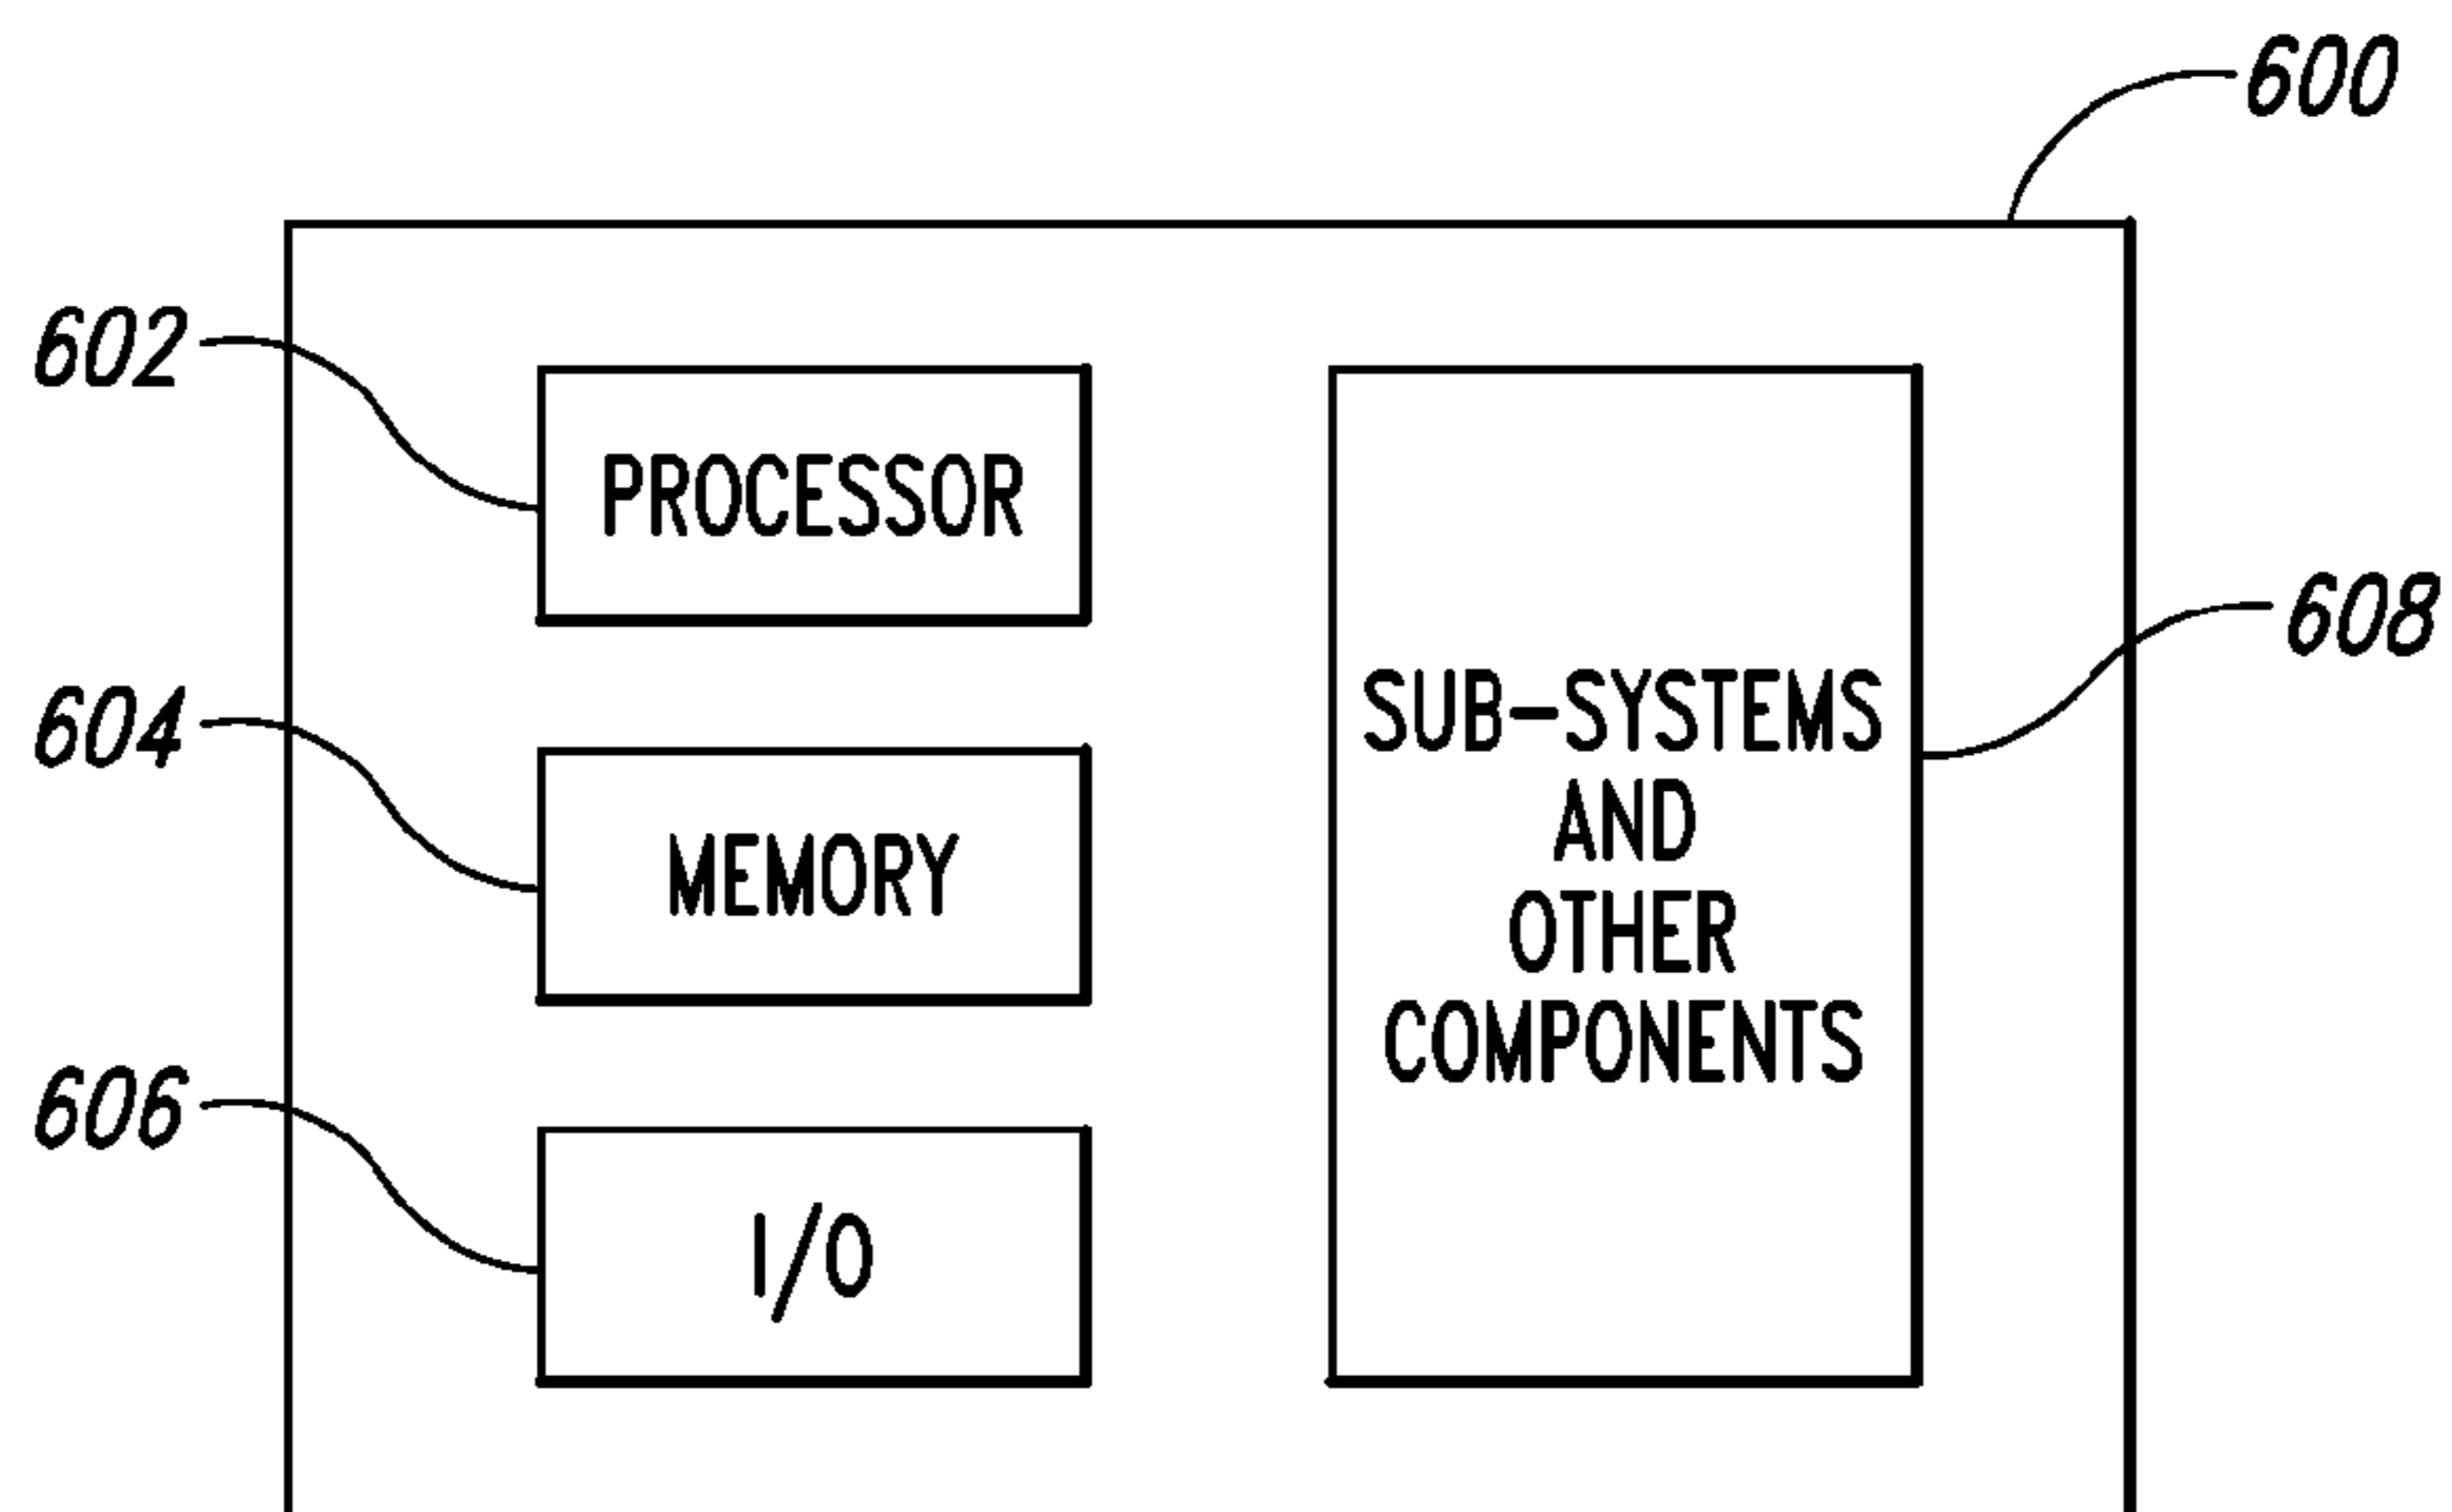 600
602
PROCESSOR
608
604
SUB-SYSTEMS
AND
OTHER
COMPONENTS
MEMORY
606
I/O